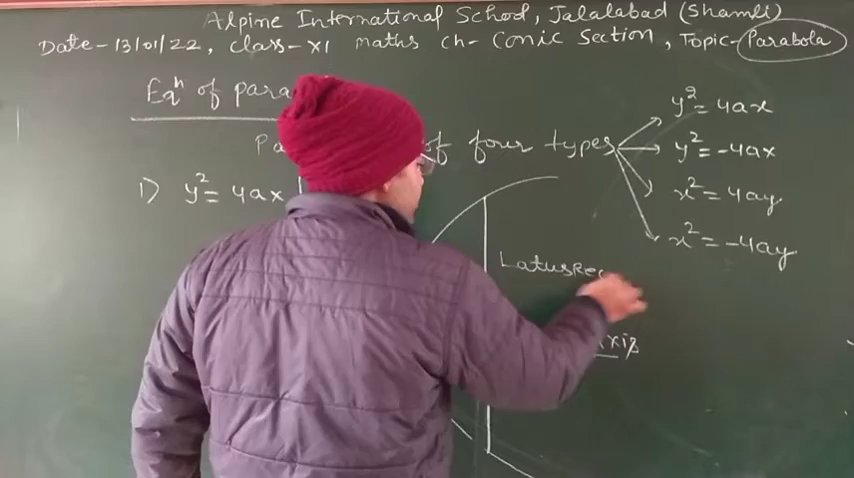 Alpine International School, Jalalabad (Shamli)
Date-13/01/22, class-XI maths ch-Conic Section, Topic-Parabola
Eqⁿ of para
of four types
y²=4ax
y²=-4ax
x²=4ay
x²=-4ay
1) y²=4ax
LatusRec
xis